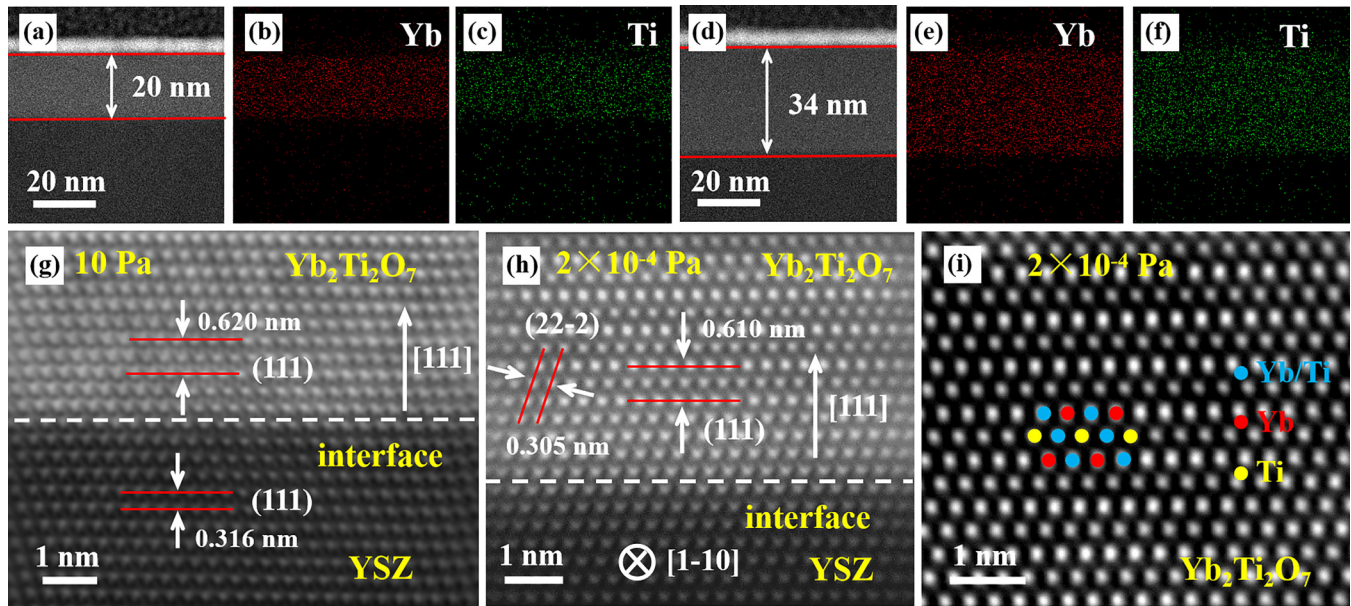 (a)
20 nm
20 nm
(b)
Yb
(c)
Ti
(d)
34 nm
20 nm
(e)
Yb
(f)
Ti
(g)
10 Pa
Yb₂Ti₂O₇
0.620 nm
(111)
[111]
interface
(111)
0.316 nm
1 nm
YSZ
(h)
2×10⁻⁴ Pa
Yb₂Ti₂O₇
(22-2)
0.610 nm
[111]
(111)
0.305 nm
interface
1 nm
[1-10]
YSZ
(i)
2×10⁻⁴ Pa
Yb/Ti
Yb
Ti
1 nm
Yb₂Ti₂O₇